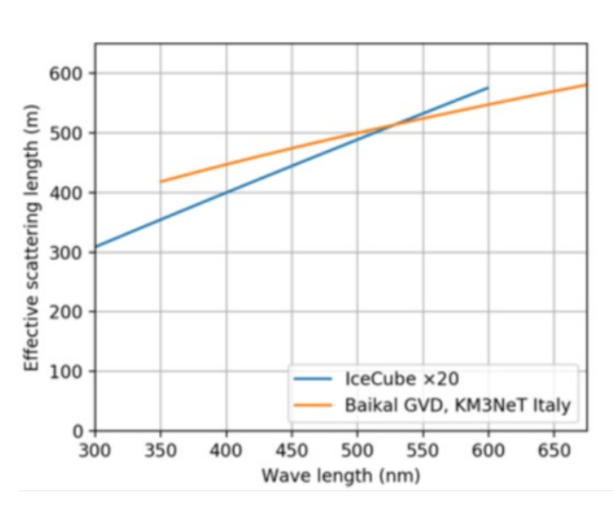 Effective scattering length (m)
600
500
400
300
200
100
0
IceCube ×20
Baikal GVD, KM3NeT Italy
300 350 400 450 500 550 600 650
Wave length (nm)